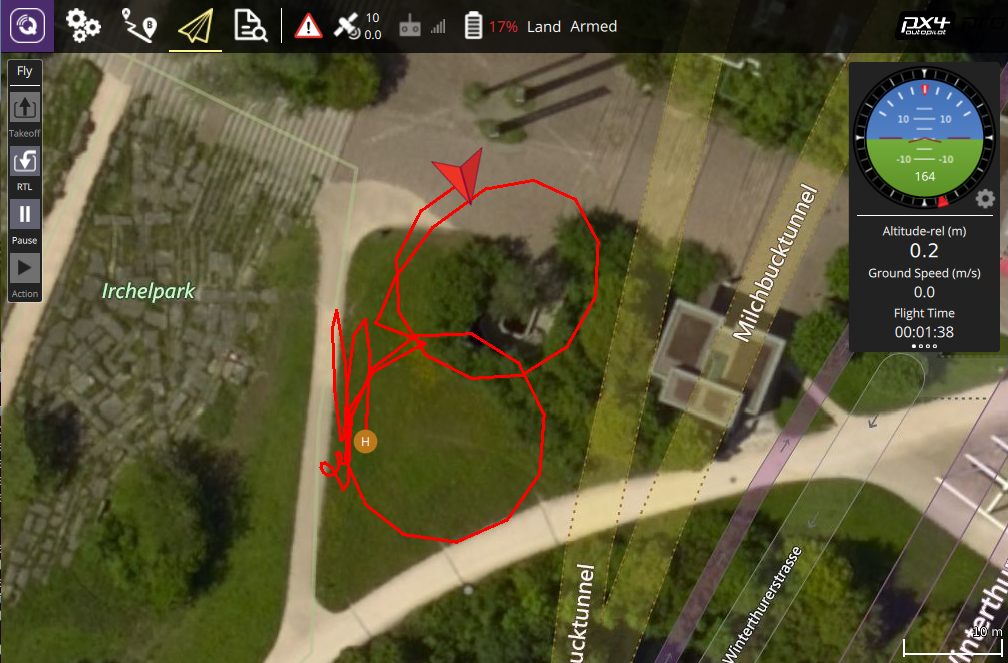 10
0.0
17% Land Armed
PX4
autopilot
Fly
Takeoff
RTL
Pause
Action
10 10
-10 -10
164
Altitude-rel (m)
0.2
Ground Speed (m/s)
0.0
Flight Time
00:01:38
Irchelpark
Milchbucktunnel
H
B
ucktunnel
Winterthurerstrasse
interthu
10 m